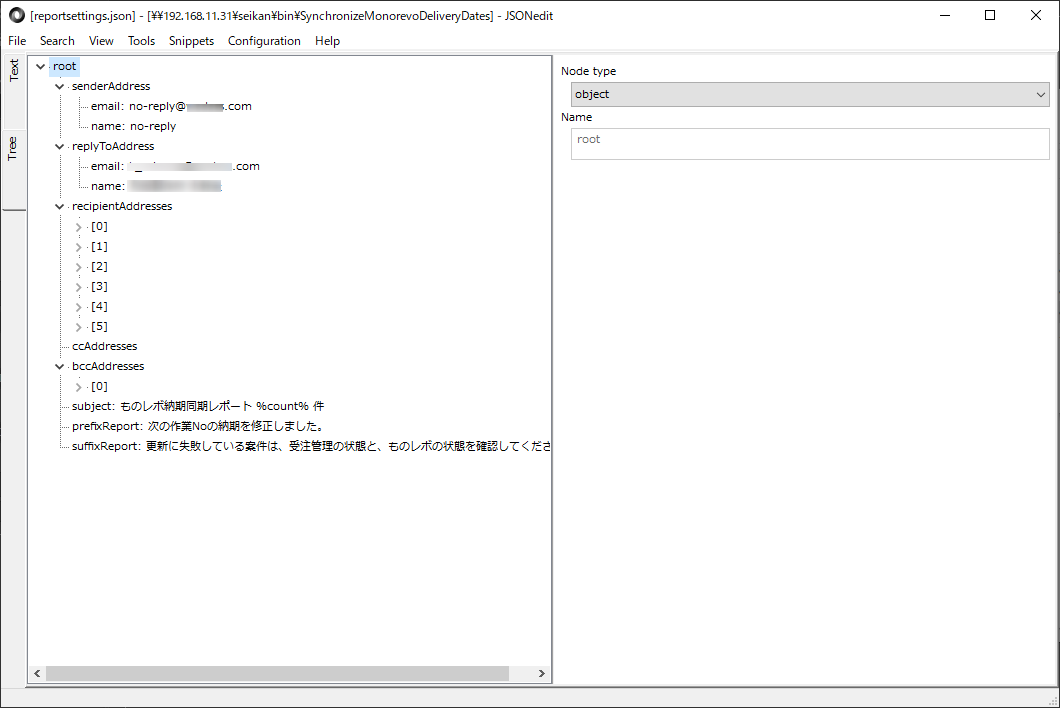 [reportsettings.json] - [¥¥192.168.11.31¥seikan¥bin¥SynchronizeMonorevoDeliveryDates] - JSONedit
File Search View Tools Snippets Configuration Help
Text
Tree
root
senderAddress
email: no-reply@ .com
name: no-reply
replyToAddress
email: .com
name:
recipientAddresses
[0]
[1]
[2]
[3]
[4]
[5]
ccAddresses
bccAddresses
[0]
subject: ものレボ納期同期レポート %count% 件
prefixReport: 次の作業Noの納期を修正しました。
suffixReport: 更新に失敗している案件は、受注管理の状態と、ものレボの状態を確認してくださ
Node type
object
Name
root